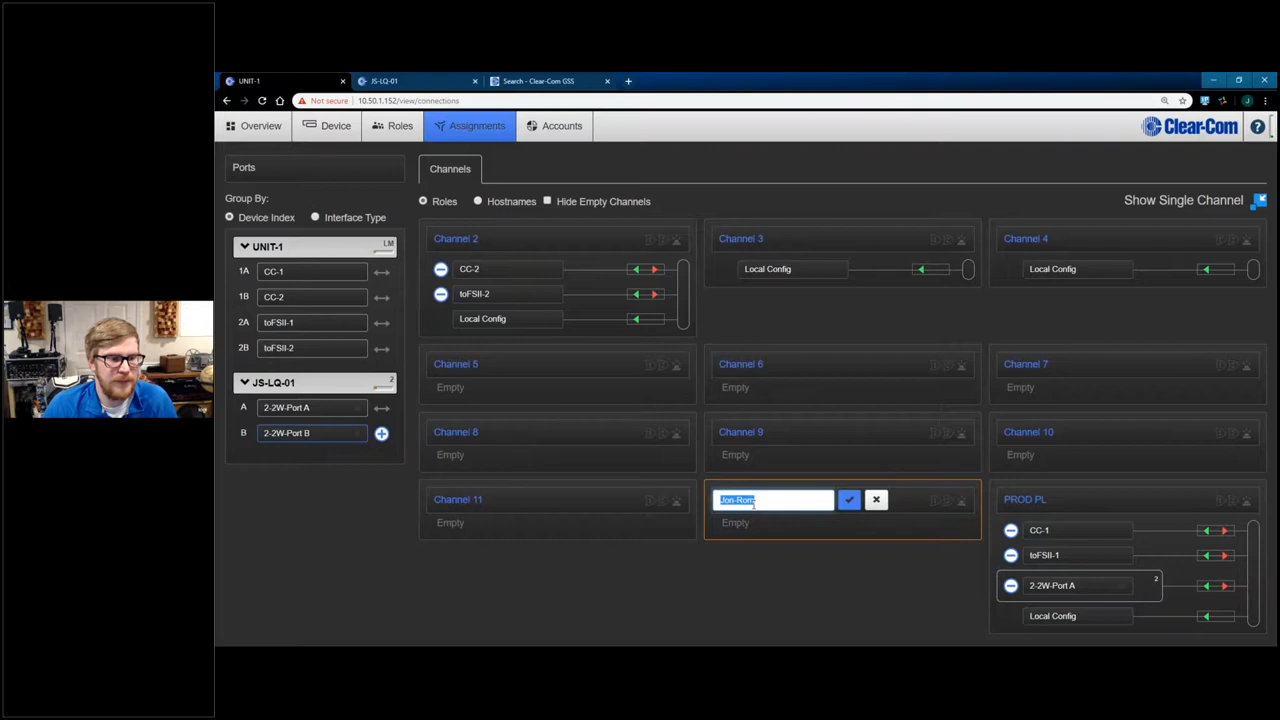 UNIT-1
JS-LQ-01
Search - Clear-Com GSS
Not secure
10.50.1.152/view/connections
Overview
Device
Roles
Assignments
Accounts
Clear-Com
?
Ports
Channels
Group By:
Device Index
Interface Type
Roles
Hostnames
Hide Empty Channels
Show Single Channel
UNIT-1
LM
1A
CC-1
1B
CC-2
2A
toFSII-1
2B
toFSII-2
JS-LQ-01
2
A
2-2W-Port A
B
2-2W-Port B
Channel 2
CC-2
toFSII-2
Local Config
Channel 3
Local Config
Channel 4
Local Config
Channel 5
Empty
Channel 6
Empty
Channel 7
Empty
Channel 8
Empty
Channel 9
Empty
Channel 10
Empty
Channel 11
Empty
Jon-Rom
Empty
PROD PL
CC-1
toFSII-1
2-2W-Port A
2
Local Config